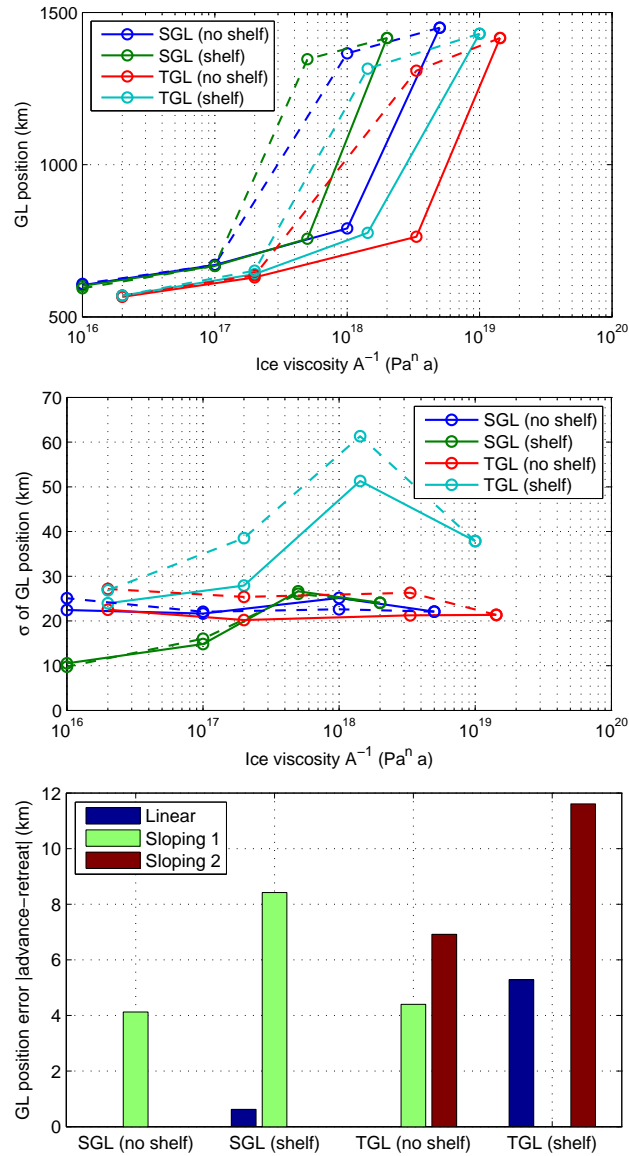 1500
1000
500
GL position (km)
SGL (no shelf)
SGL (shelf)
TGL (no shelf)
TGL (shelf)
10^16 10^17 10^18 10^19 10^20
Ice viscosity A^−1 (Pa^n a)
70
60
50
40
30
20
10
0
σ of GL position (km)
SGL (no shelf)
SGL (shelf)
TGL (no shelf)
TGL (shelf)
10^16 10^17 10^18 10^19 10^20
Ice viscosity A^−1 (Pa^n a)
12
10
8
6
4
2
0
GL position error |advance−retreat| (km)
Linear
Sloping 1
Sloping 2
SGL (no shelf) SGL (shelf) TGL (no shelf) TGL (shelf)